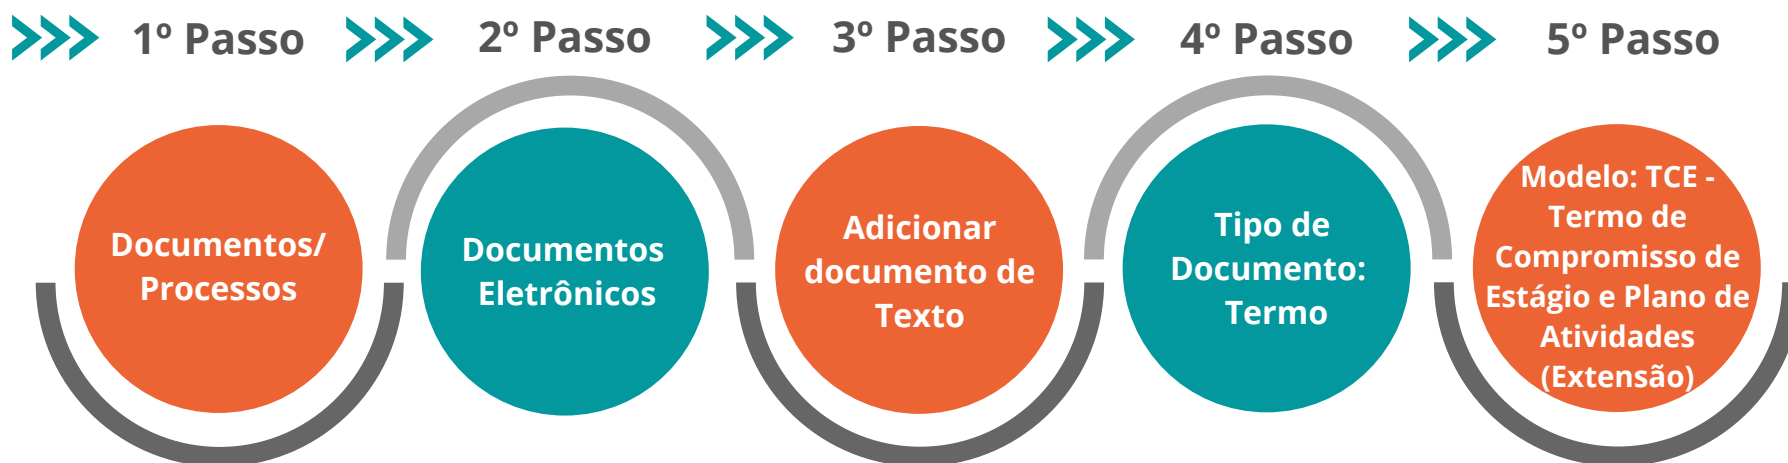 1º Passo
2º Passo
3º Passo
4º Passo
5º Passo
Documentos/
Processos
Documentos
Eletrônicos
Adicionar
documento de
Texto
Tipo de
Documento:
Termo
Modelo: TCE -
Termo de
Compromisso de
Estágio e Plano de
Atividades
(Extensão)